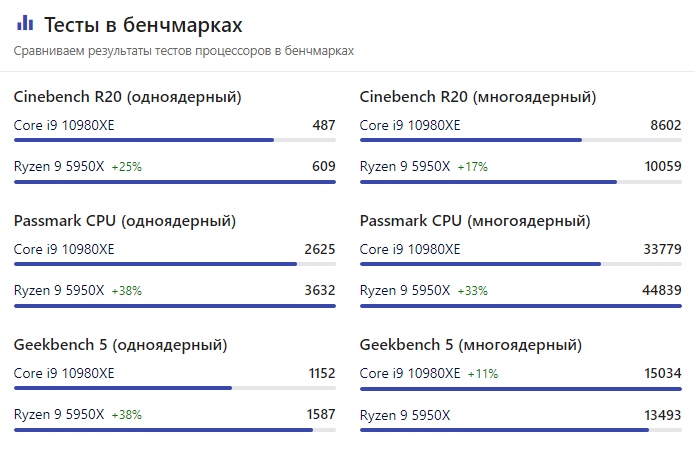 Тесты в бенчмарках
Сравниваем результаты тестов процессоров в бенчмарках
Cinebench R20 (одноядерный)
Core i9 10980XE 487
Ryzen 9 5950X +25% 609
Cinebench R20 (многоядерный)
Core i9 10980XE 8602
Ryzen 9 5950X +17% 10059
Passmark CPU (одноядерный)
Core i9 10980XE 2625
Ryzen 9 5950X +38% 3632
Passmark CPU (многоядерный)
Core i9 10980XE 33779
Ryzen 9 5950X +33% 44839
Geekbench 5 (одноядерный)
Core i9 10980XE 1152
Ryzen 9 5950X +38% 1587
Geekbench 5 (многоядерный)
Core i9 10980XE +11% 15034
Ryzen 9 5950X 13493